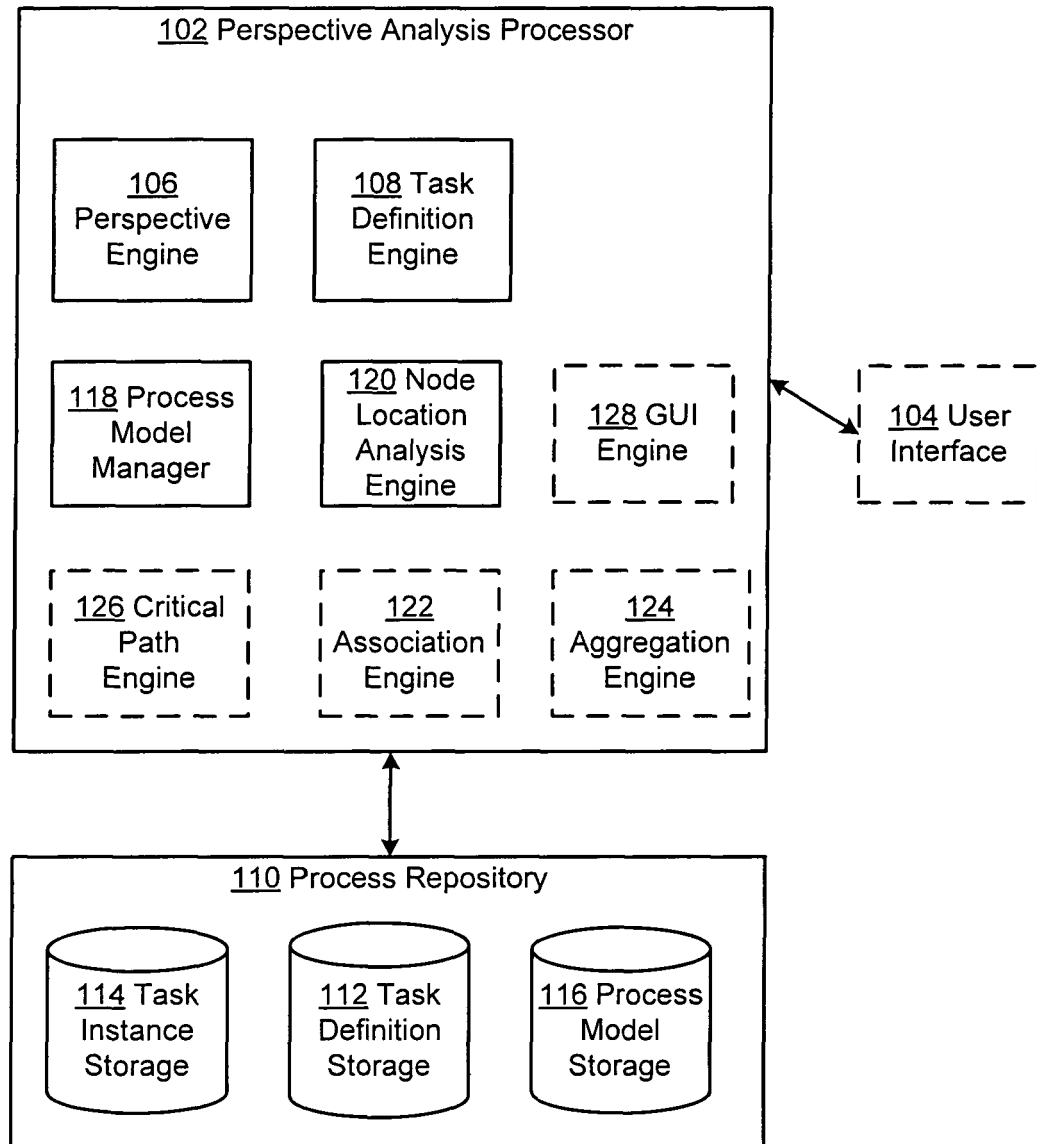 102 Perspective Analysis Processor
106
Perspective
Engine
108 Task
Definition
Engine
118 Process
Model
Manager
120 Node
Location
Analysis
Engine
128 GUI
Engine
104 User
Interface
126 Critical
Path
Engine
122
Association
Engine
124
Aggregation
Engine
110 Process Repository
114 Task
Instance
Storage
112 Task
Definition
Storage
116 Process
Model
Storage